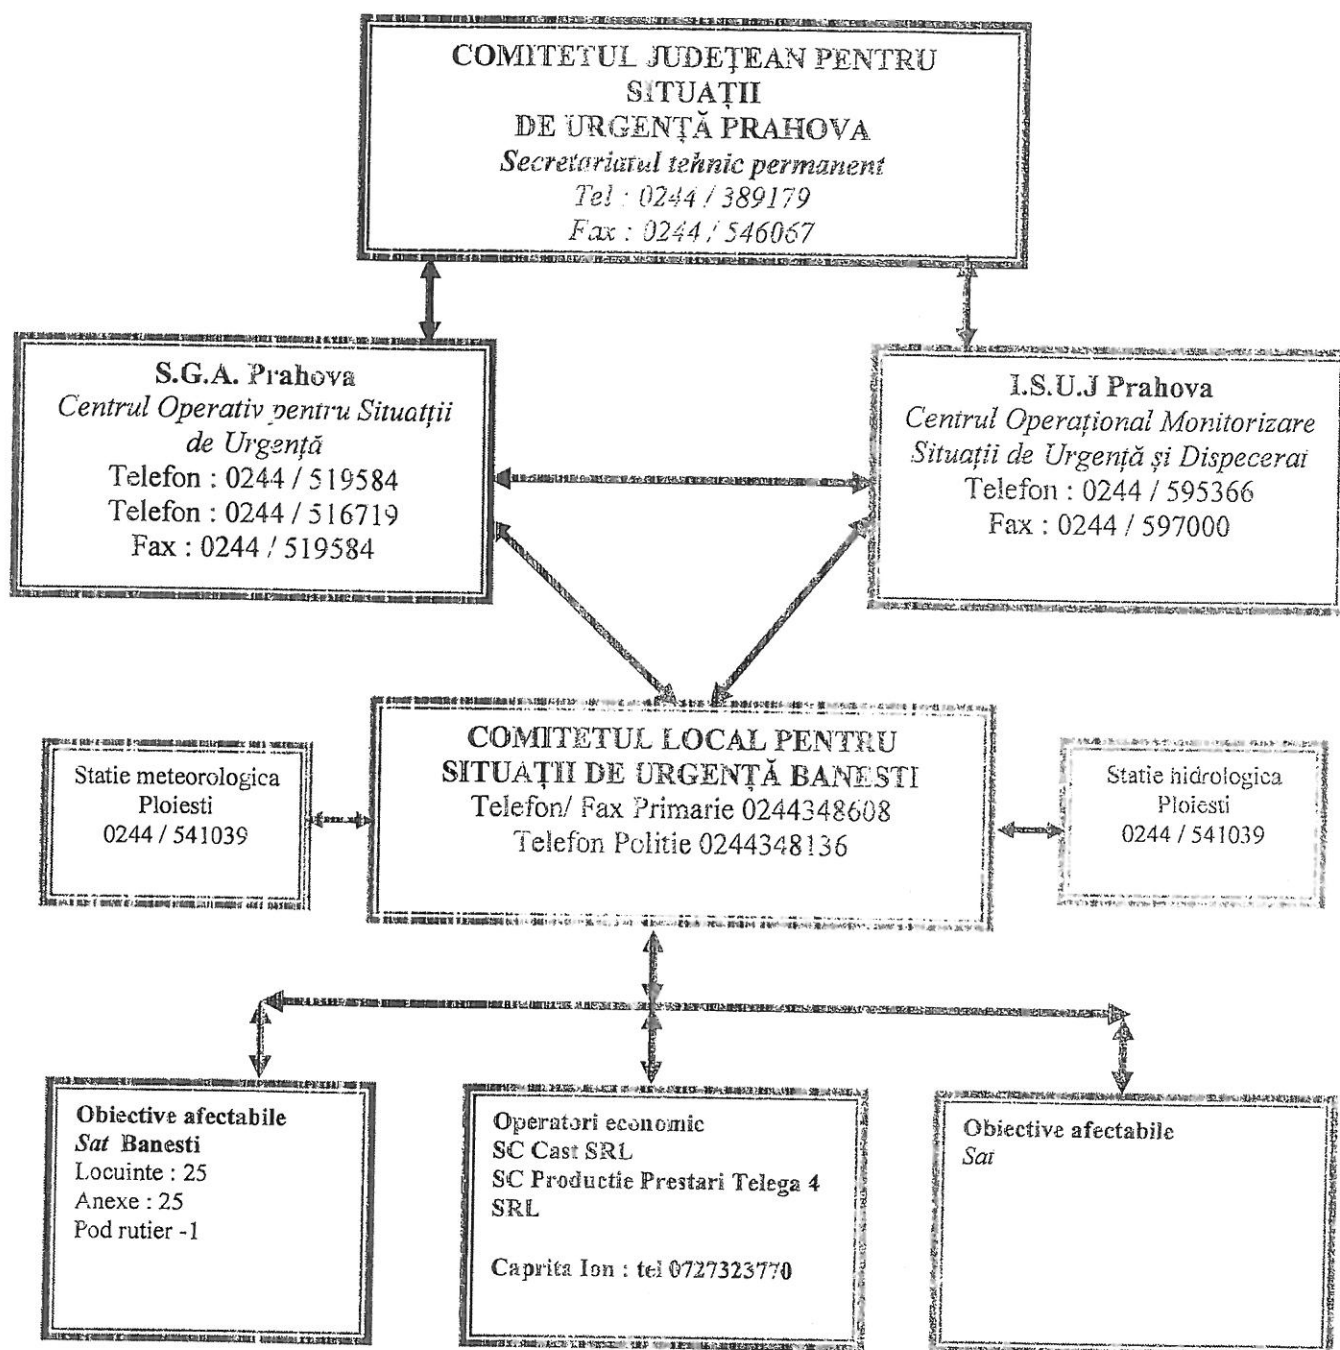 COMITETUL JUDEȚEAN PENTRU
SITUAȚII
DE URGENȚĂ PRAHOVA
Secretariatul tehnic permanent
Tel : 0244 / 389179
Fax : 0244 / 546067
S.G.A. Prahova
Centrul Operativ pentru Situații
de Urgență
Telefon : 0244 / 519584
Telefon : 0244 / 516719
Fax : 0244 / 519584
I.S.U.J Prahova
Centrul Operațional Monitorizare
Situații de Urgență și Dispecerat
Telefon : 0244 / 595366
Fax : 0244 / 597000
Statie meteorologica
Ploiesti
0244 / 541039
COMITETUL LOCAL PENTRU
SITUAȚII DE URGENȚĂ BANESTI
Telefon/ Fax Primarie 0244348608
Telefon Politie 0244348136
Statie hidrologica
Ploiesti
0244 / 541039
Obiective afectabile
Sat Banesti
Locuinte : 25
Anexe : 25
Pod rutier -1
Operatori economic
SC Cast SRL
SC Productie Prestari Telega 4
SRL
Caprita Ion : tel 0727323770
Obiective afectabile
Sat